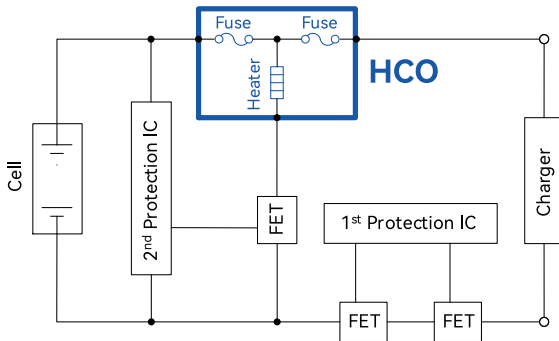 Fuse
Fuse
Heater
HCO
Cell
2nd Protection IC
FET
1st Protection IC
Charger
FET
FET